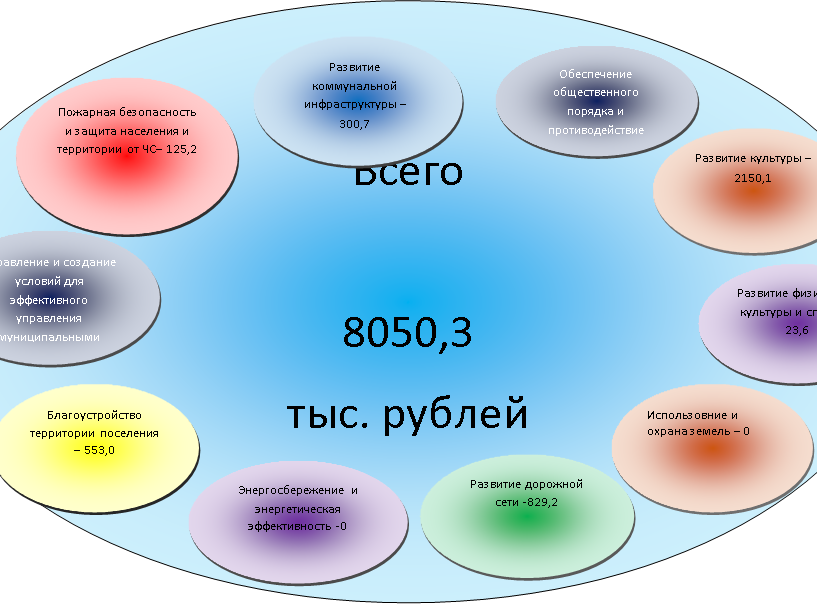 Развитие
коммунальной
инфраструктуры –
300,7
Обеспечение
общественного
порядка и
противодействие
Пожарная безопасность
и защита населения и
территории от ЧС– 125,2
Всего
Развитие культуры –
2150,1
равление и создание
условий для
эффективного
управления
муниципальными
Развитие физи
культуры и сп
23,6
8050,3
тыс. рублей
Благоустройство
территории поселения
– 553,0
Использовние и
охрана земель – 0
Энергосбережение и
энергетическая
эффективность -0
Развитие дорожной
сети -829,2